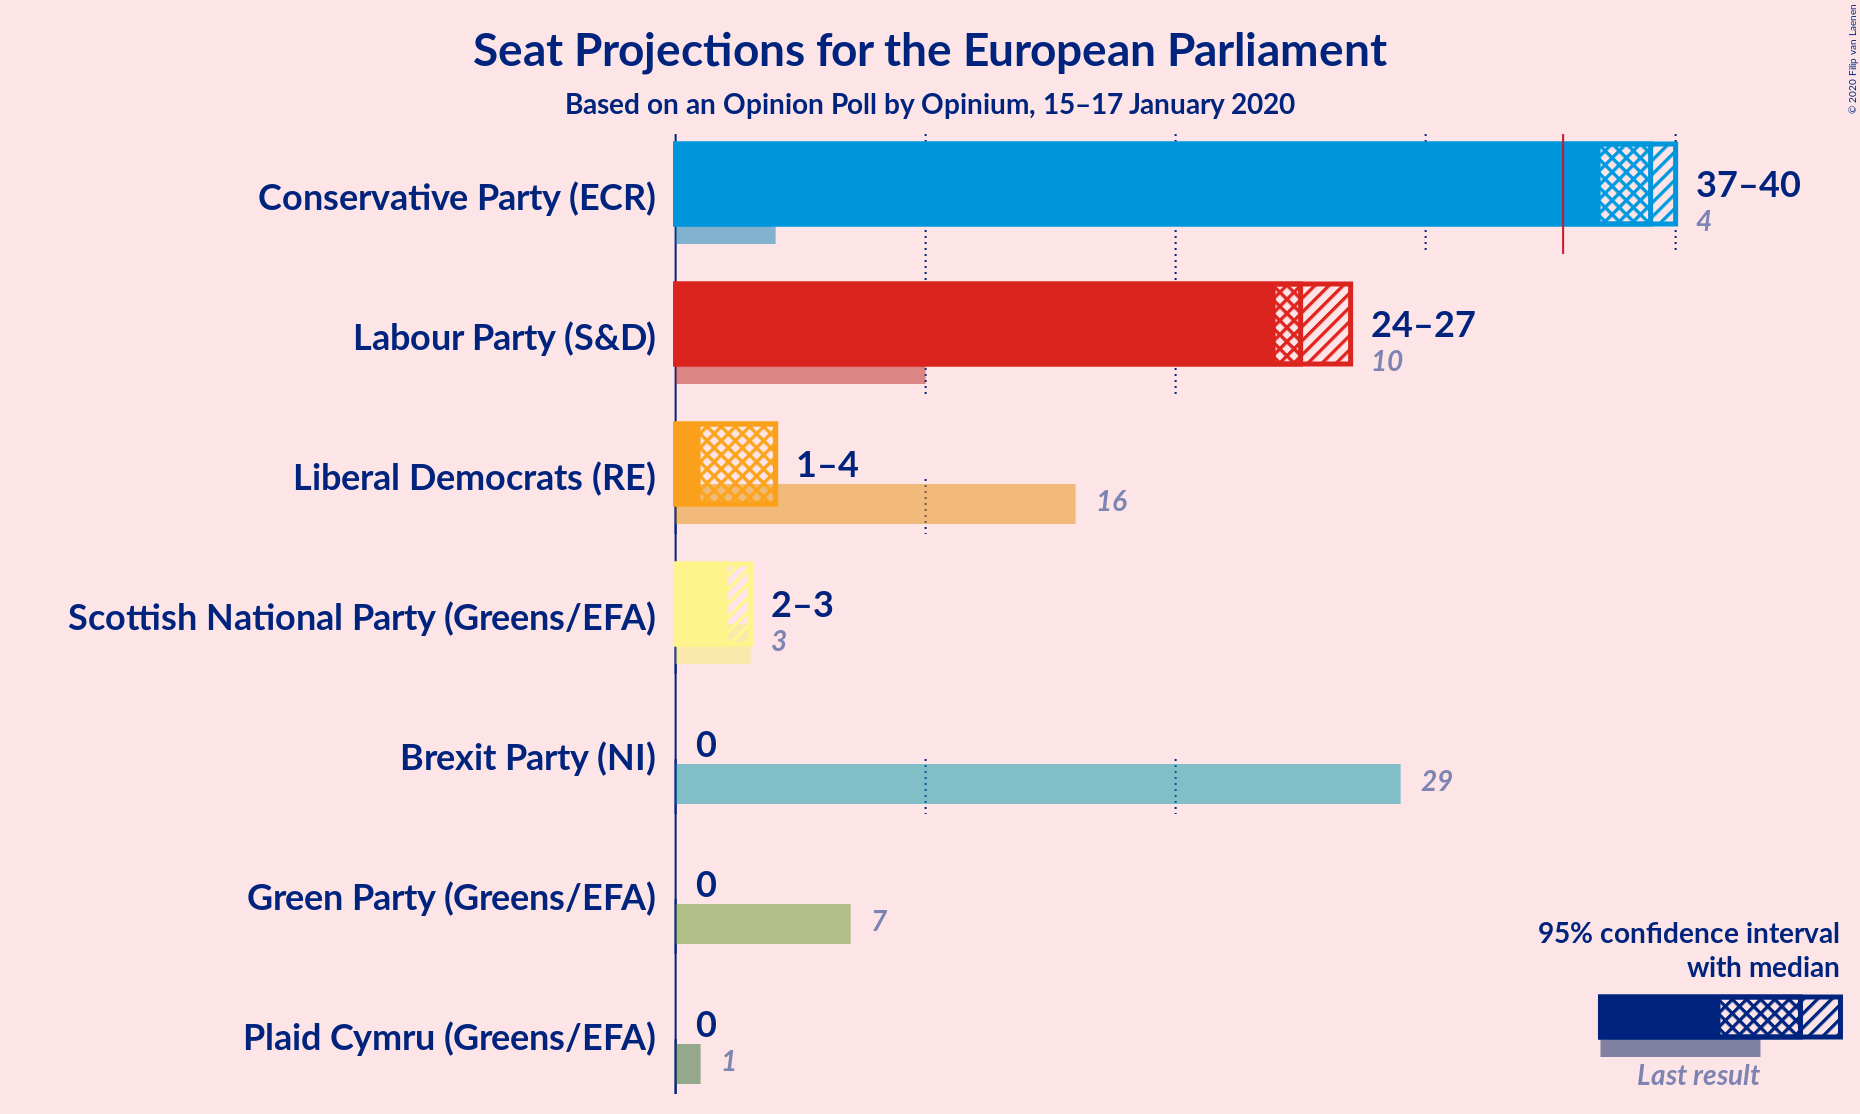 Seat Projections for the European Parliament
Based on an Opinion Poll by Opinium, 15–17 January 2020
© 2020 Filip van Laenen
Conservative Party (ECR)
37–40
4
Labour Party (S&D)
24–27
10
Liberal Democrats (RE)
1–4
16
Scottish National Party (Greens/EFA)
2–3
3
Brexit Party (NI)
0
29
Green Party (Greens/EFA)
0
7
Plaid Cymru (Greens/EFA)
0
1
95% confidence interval
with median
Last result